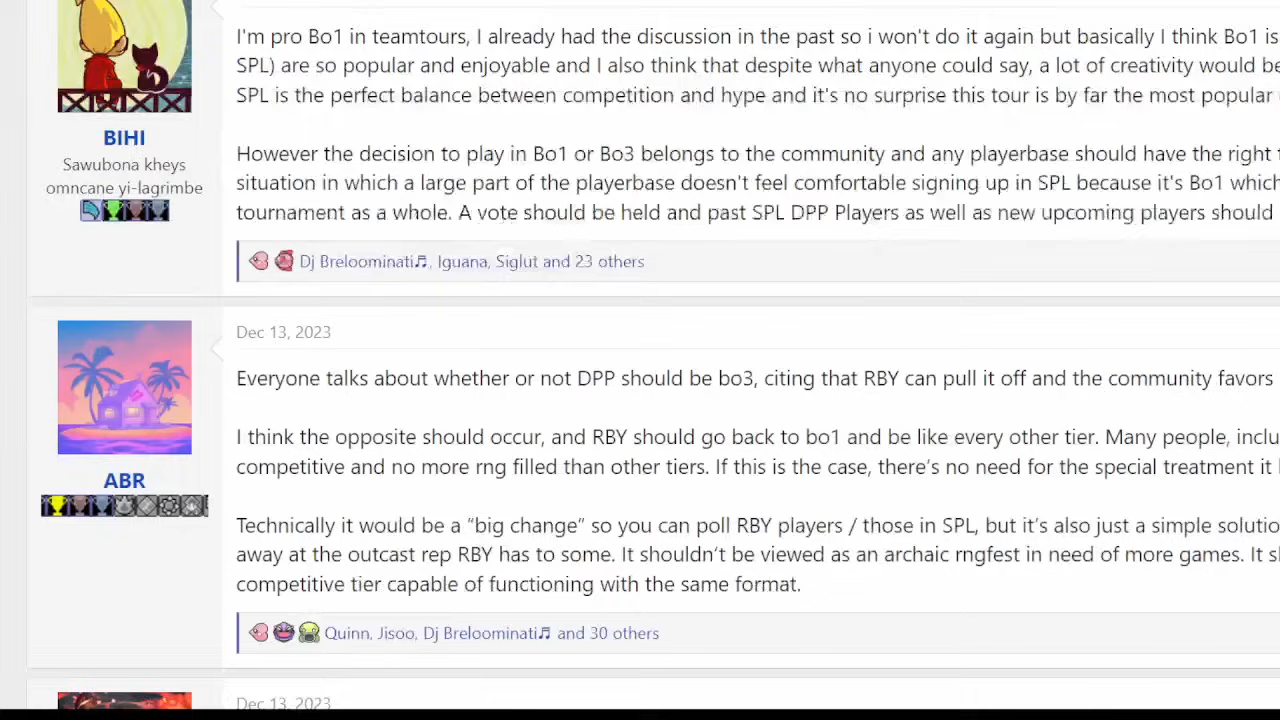 I'm pro Bo1 in teamtours, I already had the discussion in the past so i won't do it again but basically I think Bo1 is
SPL) are so popular and enjoyable and I also think that despite what anyone could say, a lot of creativity would be
SPL is the perfect balance between competition and hype and it's no surprise this tour is by far the most popular
BIHI
Sawubona kheys
omncane yi-lagrimbe
However the decision to play in Bo1 or Bo3 belongs to the community and any playerbase should have the right
situation in which a large part of the playerbase doesn't feel comfortable signing up in SPL because it's Bo1 which
tournament as a whole. A vote should be held and past SPL DPP Players as well as new upcoming players should
Dj Breloominati♬, Iguana, Siglut and 23 others
Dec 13, 2023
Everyone talks about whether or not DPP should be bo3, citing that RBY can pull it off and the community favors
I think the opposite should occur, and RBY should go back to bo1 and be like every other tier. Many people, inclu
competitive and no more rng filled than other tiers. If this is the case, there's no need for the special treatment it
ABR
Technically it would be a “big change” so you can poll RBY players / those in SPL, but it's also just a simple solutio
away at the outcast rep RBY has to some. It shouldn't be viewed as an archaic rngfest in need of more games. It s
competitive tier capable of functioning with the same format.
Quinn, Jisoo, Dj Breloominati♬ and 30 others
Dec 13, 2023